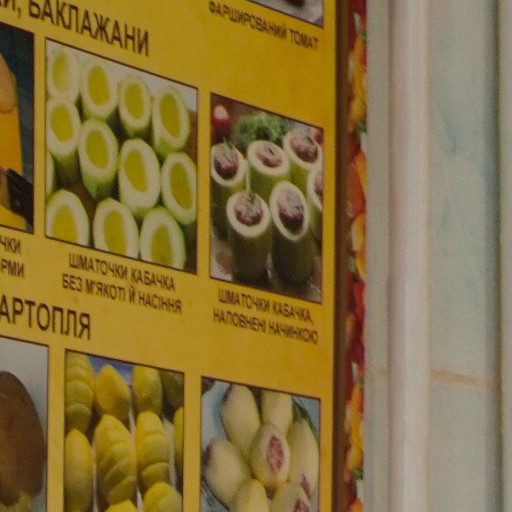 БАКЛАЖАНИ
ФАРШИРОВАНИЙ ТОМАТ
ШМАТОЧКИ КАБАЧКА
БЕЗ М'ЯКОТІ Й НАСІННЯ
ШМАТОЧКИ КАБАЧКА,
НАПОВНЕНІ НАЧИНКОЮ
АРТОПЛЯ